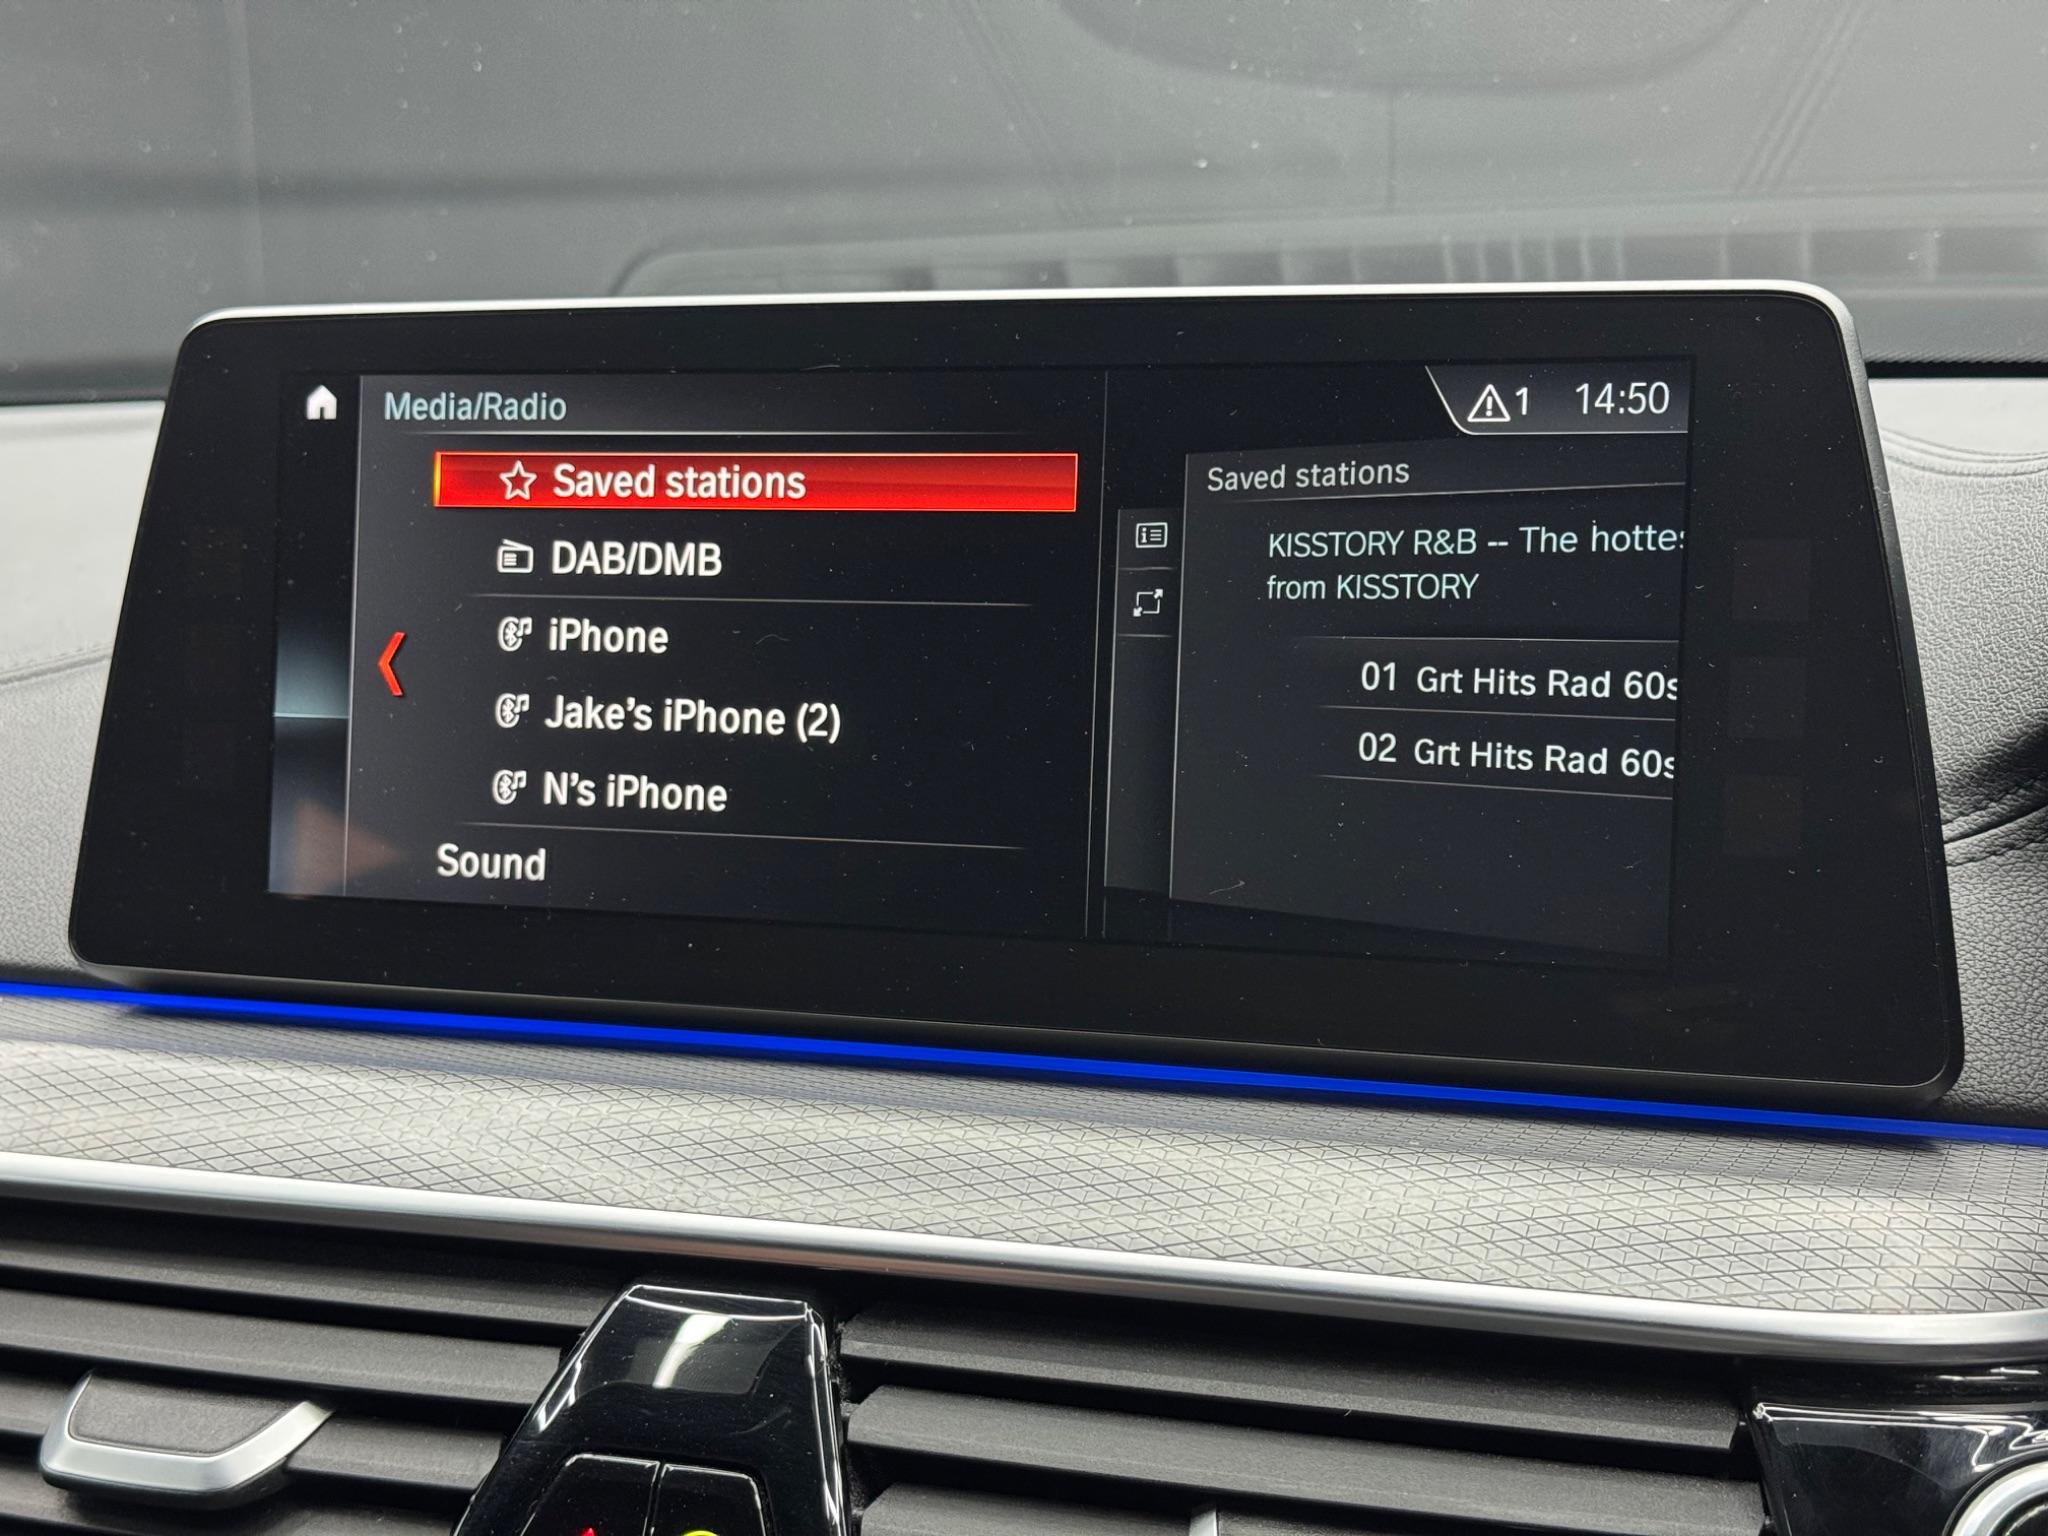 Media/Radio
1 14:50
Saved stations
DAB/DMB
iPhone
Jake's iPhone (2)
N's iPhone
Sound
Saved stations
KISSTORY R&B -- The hottes
from KISSTORY
01 Grt Hits Rad 60s
02 Grt Hits Rad 60s